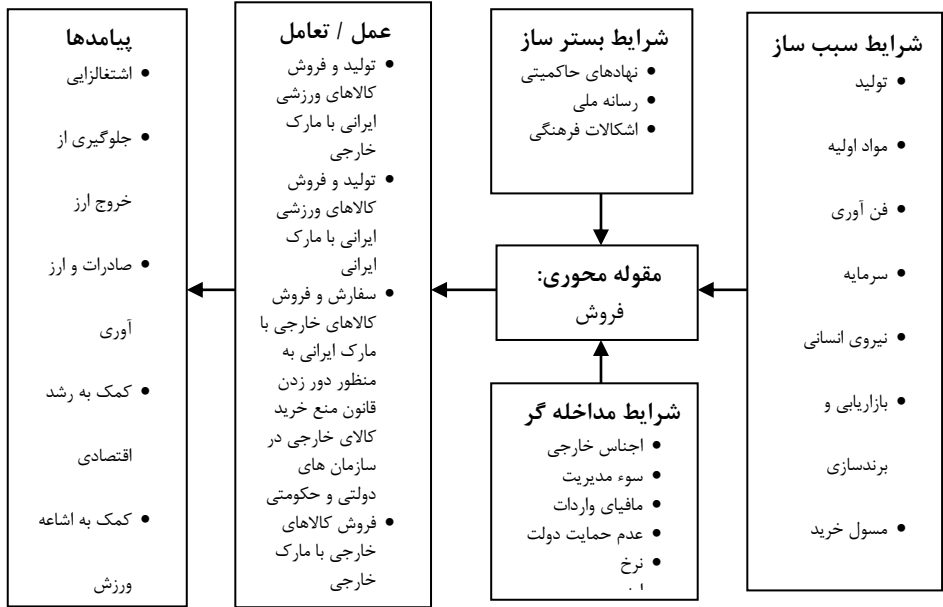 شرایط سبب ساز
• تولید
• مواد اولیه
• فن آوری
• سرمایه
• نیروی انسانی
• بازاریابی و
برندسازی
• مسول خرید
شرایط بستر ساز
• نهادهای حاکمیتی
• رسانه ملی
• اشکالات فرهنگی
مقوله محوری:
فروش
شرایط مداخله گر
• اجناس خارجی
• سوء مدیریت
• مافیای واردات
• عدم حمایت دولت
• نرخ
عمل / تعامل
• تولید و فروش
کالاهای ورزشی
ایرانی با مارک
خارجی
• تولید و فروش
کالاهای ورزشی
ایرانی با مارک
ایرانی
• سفارش و فروش
کالاهای خارجی با
مارک ایرانی به
منظور دور زدن
قانون منع خرید
کالای خارجی در
سازمان های
دولتی و حکومتی
• فروش کالاهای
خارجی با مارک
خارجی
پیامدها
• اشتغالزایی
• جلوگیری از
خروج ارز
• صادرات و ارز
آوری
• کمک به رشد
اقتصادی
• کمک به اشاعه
ورزش